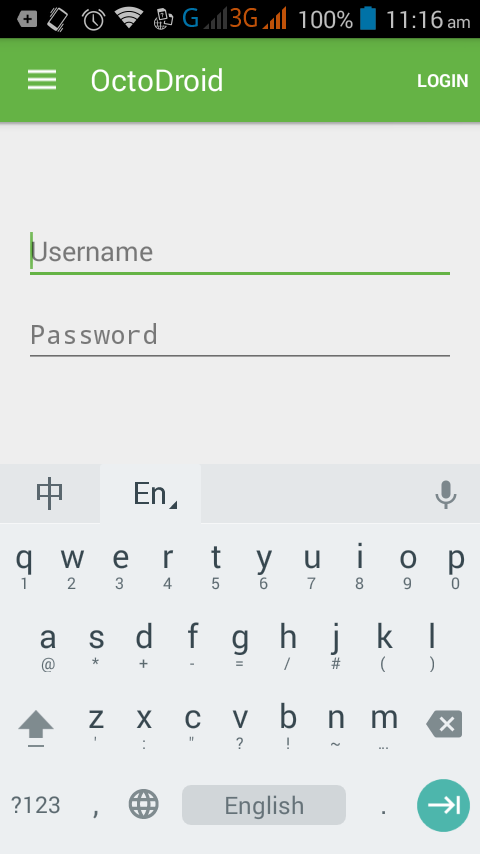 G 3G 100% 11:16 am
OctoDroid LOGIN
Username
Password
中 En
q w e r t y u i o p
1 2 3 4 5 6 7 8 9 0
a s d f g h j k l
@ * + - = / # ( )
z x c v b n m
' : " ? ! ~ ...
?123 , English .